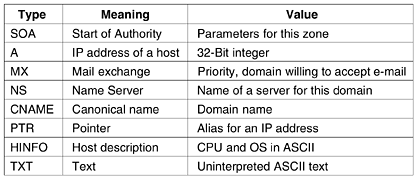 Type Meaning Value
SOA Start of Authority Parameters for this zone
A IP address of a host 32-Bit integer
MX Mail exchange Priority, domain willing to accept e-mail
NS Name Server Name of a server for this domain
CNAME Canonical name Domain name
PTR Pointer Alias for an IP address
HINFO Host description CPU and OS in ASCII
TXT Text Uninterpreted ASCII text